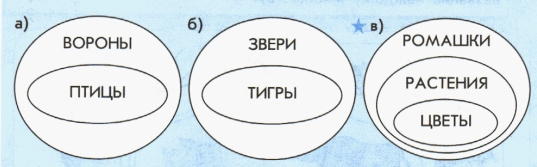 а) б) в)
ВОРОНЫ ЗВЕРИ РОМАШКИ
ПТИЦЫ ТИГРЫ РАСТЕНИЯ
ЦВЕТЫ